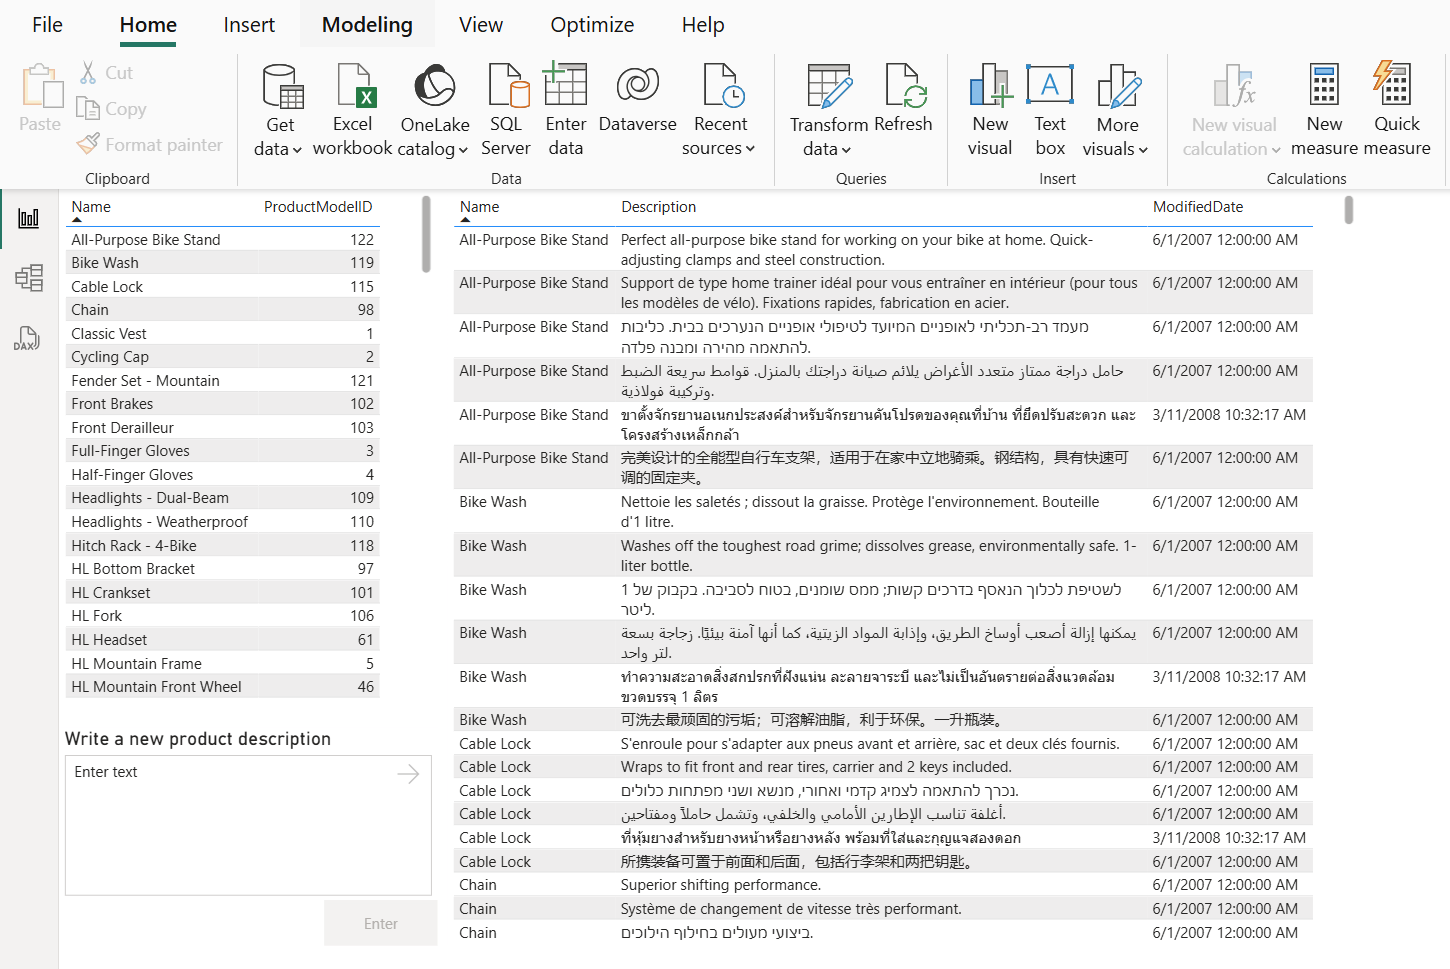 File Home Insert Modeling View Optimize Help
Paste
Cut
Copy
Format painter
Clipboard
Get data
Excel workbook
OneLake catalog
SQL Server
Enter data
Dataverse
Recent sources
Data
Transform data
Refresh
Queries
New visual
Text box
More visuals
Insert
New visual calculation
New measure
Quick measure
Calculations
DAX
Name ProductModelID
All-Purpose Bike Stand 122
Bike Wash 119
Cable Lock 115
Chain 98
Classic Vest 1
Cycling Cap 2
Fender Set - Mountain 121
Front Brakes 102
Front Derailleur 103
Full-Finger Gloves 3
Half-Finger Gloves 4
Headlights - Dual-Beam 109
Headlights - Weatherproof 110
Hitch Rack - 4-Bike 118
HL Bottom Bracket 97
HL Crankset 101
HL Fork 106
HL Headset 61
HL Mountain Frame 5
HL Mountain Front Wheel 46
Write a new product description
Enter text
Enter
Name Description ModifiedDate
All-Purpose Bike Stand Perfect all-purpose bike stand for working on your bike at home. Quick- 6/1/2007 12:00:00 AM
adjusting clamps and steel construction.
All-Purpose Bike Stand Support de type home trainer idéal pour vous entraîner en intérieur (pour tous 6/1/2007 12:00:00 AM
les modèles de vélo). Fixations rapides, fabrication en acier.
All-Purpose Bike Stand מעמד רב-תכליתי לאופניים המיועד לטיפולי אופניים הנערכים בבית. כליבות 6/1/2007 12:00:00 AM
להתאמה מהירה ומבנה פלדה.
All-Purpose Bike Stand حامل دراجة ممتاز متعدد الأغراض يلائم صيانة دراجتك بالمنزل. قوامط سريعة الضبط 6/1/2007 12:00:00 AM
وتركيبة فولاذية.
All-Purpose Bike Stand ขาตั้งจักรยานอเนกประสงค์สำหรับจักรยานคันโปรดของคุณที่บ้าน ที่ยึดปรับสะดวก และ 3/11/2008 10:32:17 AM
โครงสร้างเหล็กกล้า
All-Purpose Bike Stand 完美设计的全能型自行车支架，适用于在家中立地骑乘。钢结构，具有快速可 6/1/2007 12:00:00 AM
调的固定夹。
Bike Wash Nettoie les saletés ; dissout la graisse. Protège l'environnement. Bouteille 6/1/2007 12:00:00 AM
d'1 litre.
Bike Wash Washes off the toughest road grime; dissolves grease, environmentally safe. 1- 6/1/2007 12:00:00 AM
liter bottle.
Bike Wash לשטיפת לכלוך הנאסף בדרכים קשות; ממס שומנים, בטוח לסביבה. בקבוק של 1 6/1/2007 12:00:00 AM
ליטר.
Bike Wash يمكنها إزالة أصعب أوساخ الطريق، وإذابة المواد الزيتية، كما أنها آمنة بيئيًا. زجاجة بسعة 6/1/2007 12:00:00 AM
لتر واحد.
Bike Wash ทำความสะอาดสิ่งสกปรกที่ฝังแน่น ละลายจาระบี และไม่เป็นอันตรายต่อสิ่งแวดล้อม 3/11/2008 10:32:17 AM
ขวดบรรจุ 1 ลิตร
Bike Wash 可洗去最顽固的污垢；可溶解油脂，利于环保。一升瓶装。 6/1/2007 12:00:00 AM
Cable Lock S'enroule pour s'adapter aux pneus avant et arrière, sac et deux clés fournis. 6/1/2007 12:00:00 AM
Cable Lock Wraps to fit front and rear tires, carrier and 2 keys included. 6/1/2007 12:00:00 AM
Cable Lock נכרך להתאמה לצמיג קדמי ואחורי, מנשא ושני מפתחות כלולים. 6/1/2007 12:00:00 AM
Cable Lock أغلفة تناسب الإطارين الأمامي والخلفي، وتشمل حاملاً ومفتاحين. 6/1/2007 12:00:00 AM
Cable Lock ที่หุ้มยางสำหรับยางหน้าหรือยางหลัง พร้อมที่ใส่และกุญแจสองดอก 3/11/2008 10:32:17 AM
Cable Lock 所携装备可置于前面和后面，包括行李架和两把钥匙。 6/1/2007 12:00:00 AM
Chain Superior shifting performance. 6/1/2007 12:00:00 AM
Chain Système de changement de vitesse très performant. 6/1/2007 12:00:00 AM
Chain ביצועי מעולים בחילוף הילוכים. 6/1/2007 12:00:00 AM